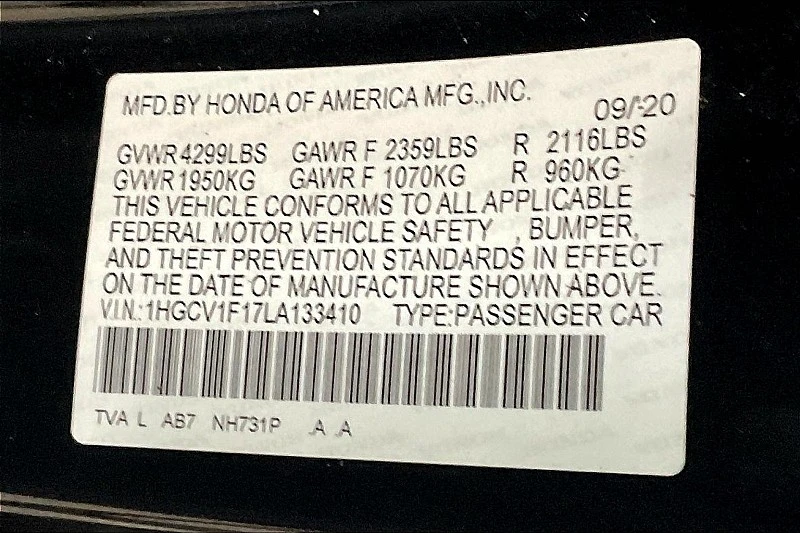 MFD.BY HONDA OF AMERICA MFG.,INC.
09/20
GVWR 4299LBS GAWR F 2359LBS R 2116LBS
GVWR 1950KG GAWR F 1070KG R 960KG
THIS VEHICLE CONFORMS TO ALL APPLICABLE
FEDERAL MOTOR VEHICLE SAFETY , BUMPER,
AND THEFT PREVENTION STANDARDS IN EFFECT
ON THE DATE OF MANUFACTURE SHOWN ABOVE.
V.I.N.:1HGCV1F17LA133410 TYPE:PASSENGER CAR
TVA L AB7 NH731P A A